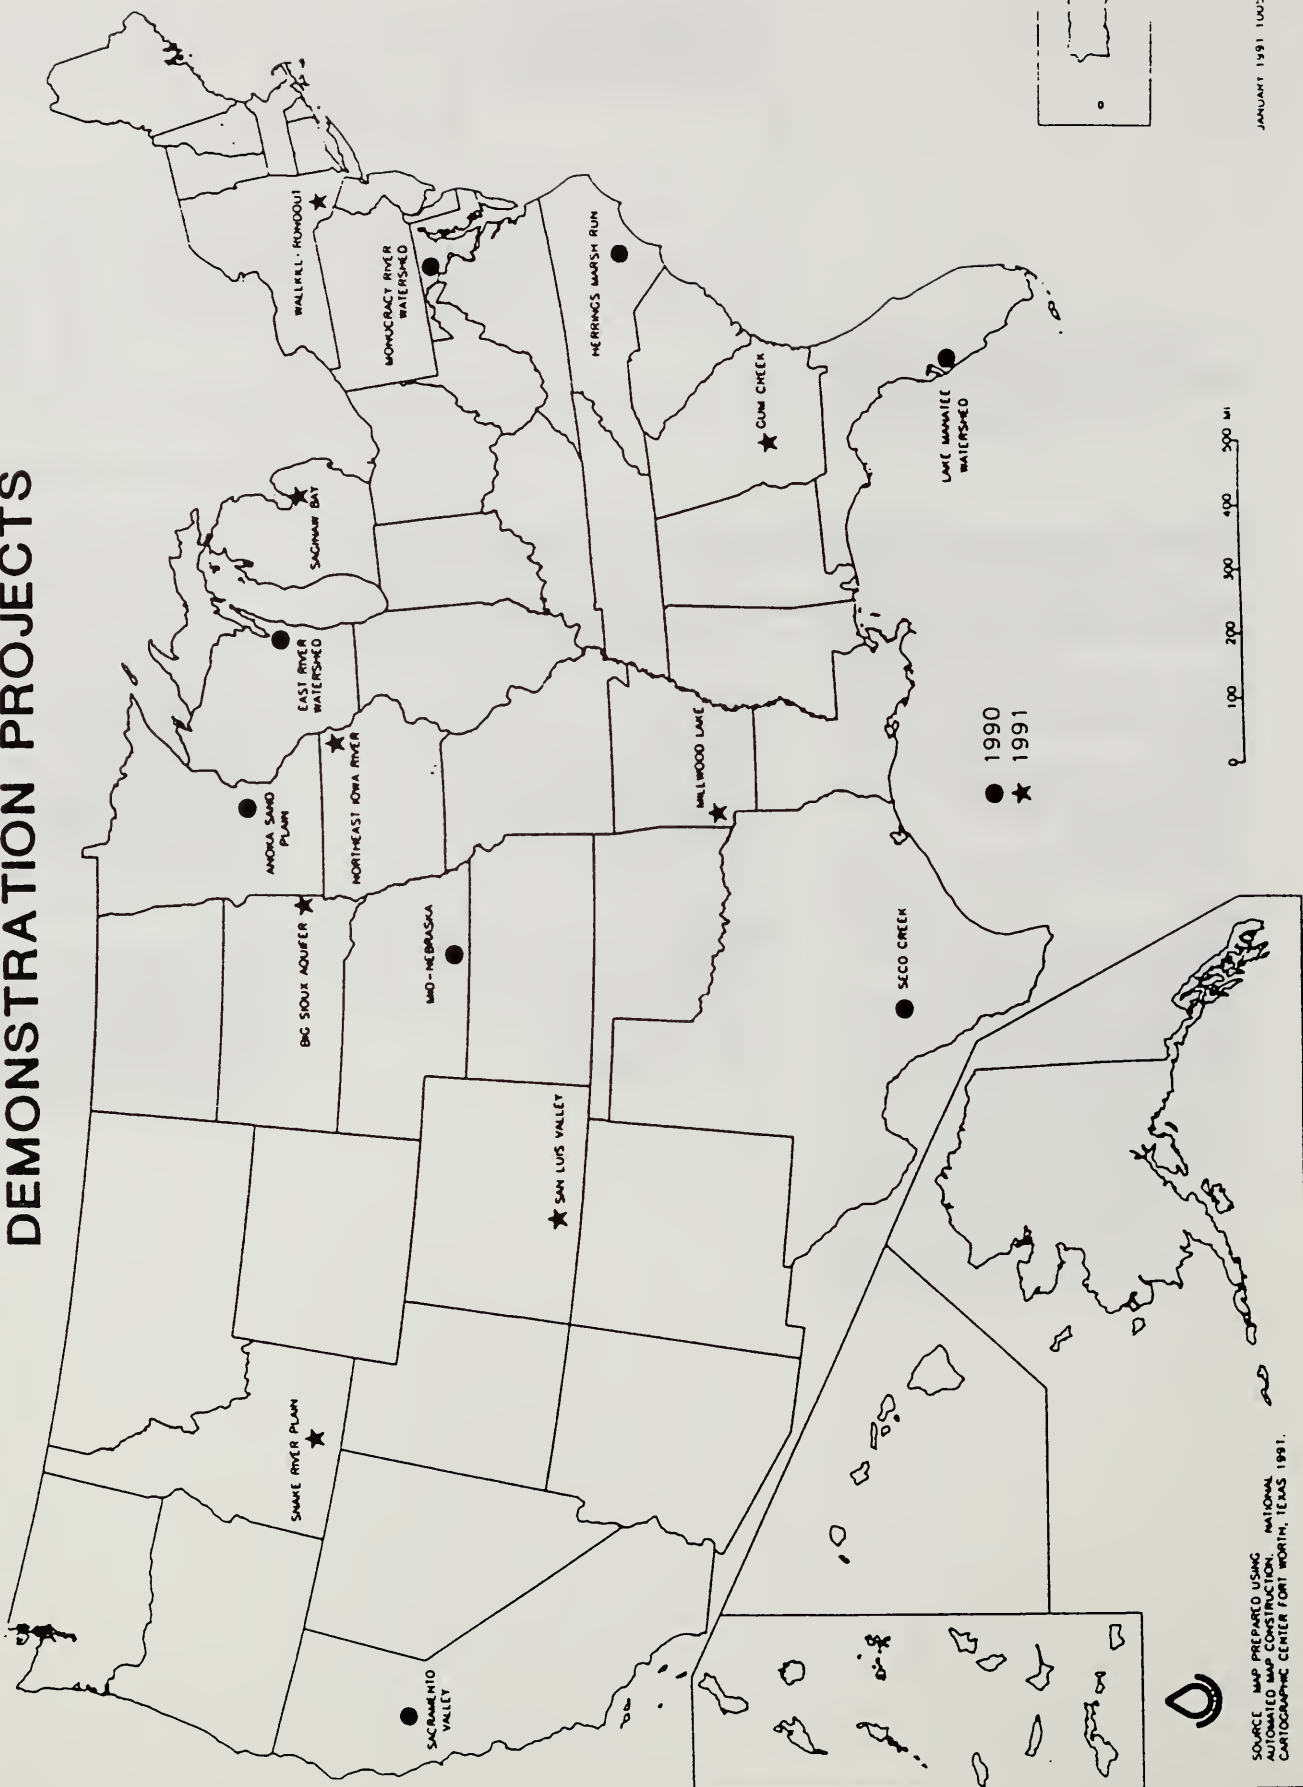 DEMONSTRATION PROJECTS
WALLKILL - RONDOUT
MONOCRACY RIVER
WATERSHED
HERRINGS MARSH RUN
GUM CREEK
LAKE MANATEE
WATERSHED
SAGINAW BAY
EAST RIVER
WATERSHED
NORTHEAST IOWA RIVER
ANOKA SAND
PLAIN
BIG SIOUX AQUIFER
MID-NEBRASKA
MILLWOOD LAKE
SECO CREEK
SAN LUIS VALLEY
SNAKE RIVER PLAIN
SACRAMENTO
VALLEY
1990
1991
0 100 200 300 400 500 MI
SOURCE MAP PREPARED USING
AUTOMATED MAP CONSTRUCTION. NATIONAL
CARTOGRAPHIC CENTER FORT WORTH, TEXAS 1991.
JANUARY 1991